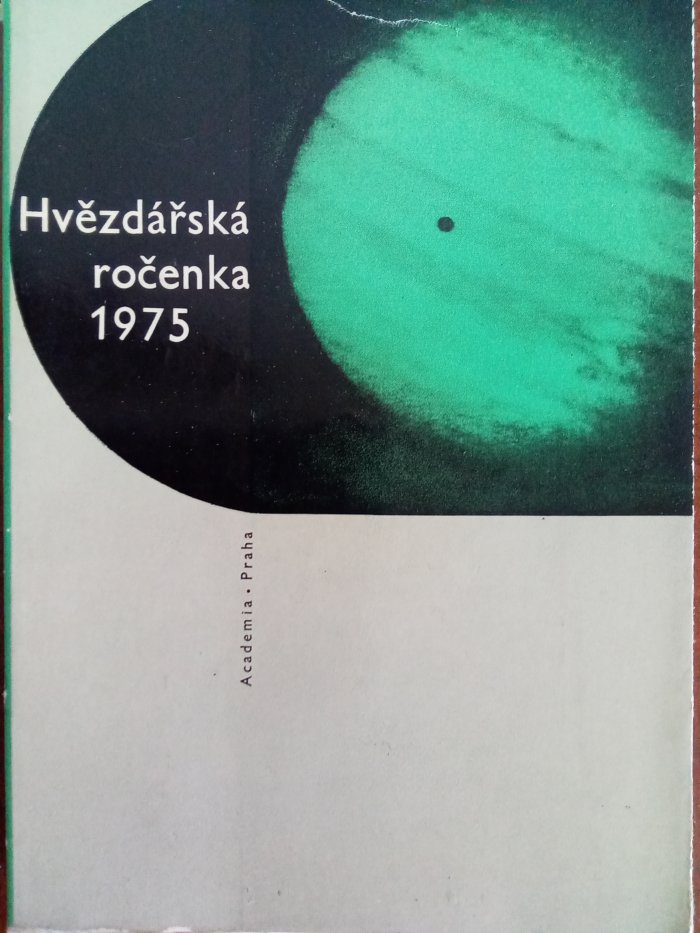 Hvězdářská
ročenka
1975
Academia · Praha